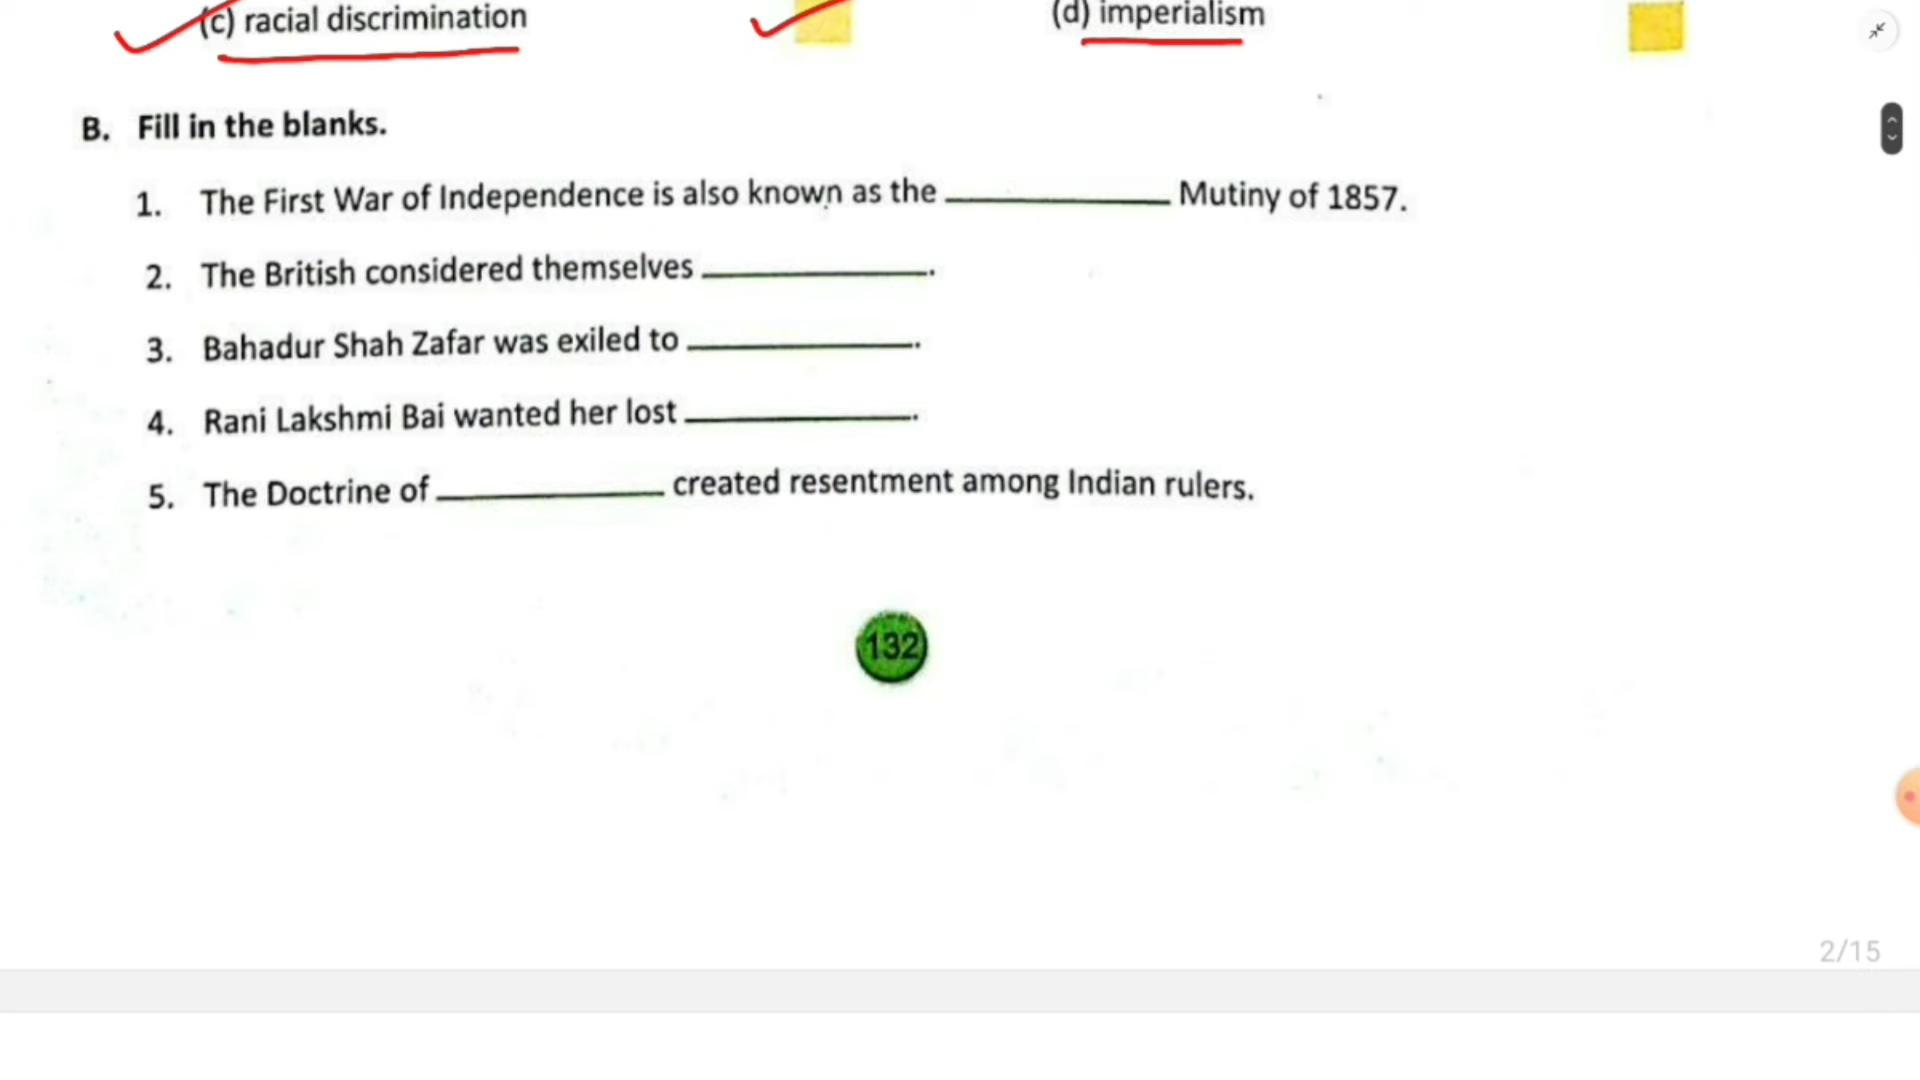 (c) racial discrimination (d) imperialism
B. Fill in the blanks.
1. The First War of Independence is also known as the ____________ Mutiny of 1857.
2. The British considered themselves ____________.
3. Bahadur Shah Zafar was exiled to ____________.
4. Rani Lakshmi Bai wanted her lost ____________.
5. The Doctrine of ____________ created resentment among Indian rulers.
132
2/15